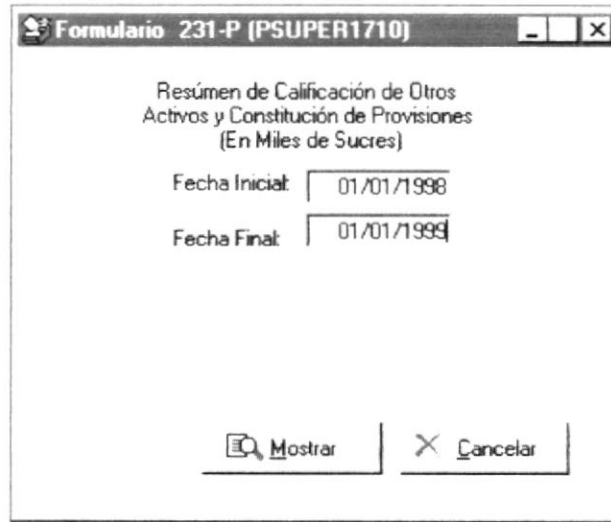 Formulario 231-P (PSUPER1710)
Resúmen de Calificación de Otros
Activos y Constitución de Provisiones
(En Miles de Sucres)
Fecha Inicial: 01/01/1998
Fecha Final: 01/01/1999
Mostrar Cancelar